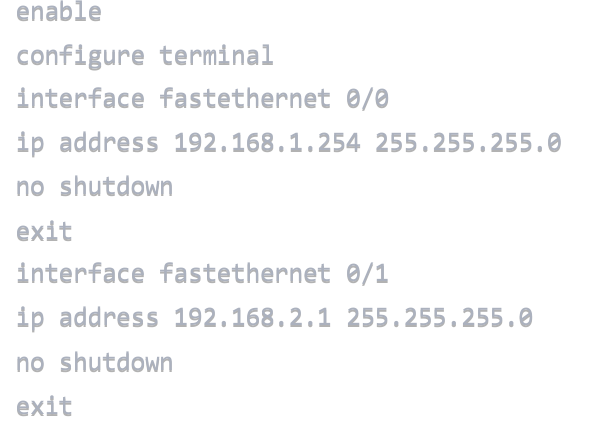 enable
configure terminal
interface fastethernet 0/0
ip address 192.168.1.254 255.255.255.0
no shutdown
exit
interface fastethernet 0/1
ip address 192.168.2.1 255.255.255.0
no shutdown
exit